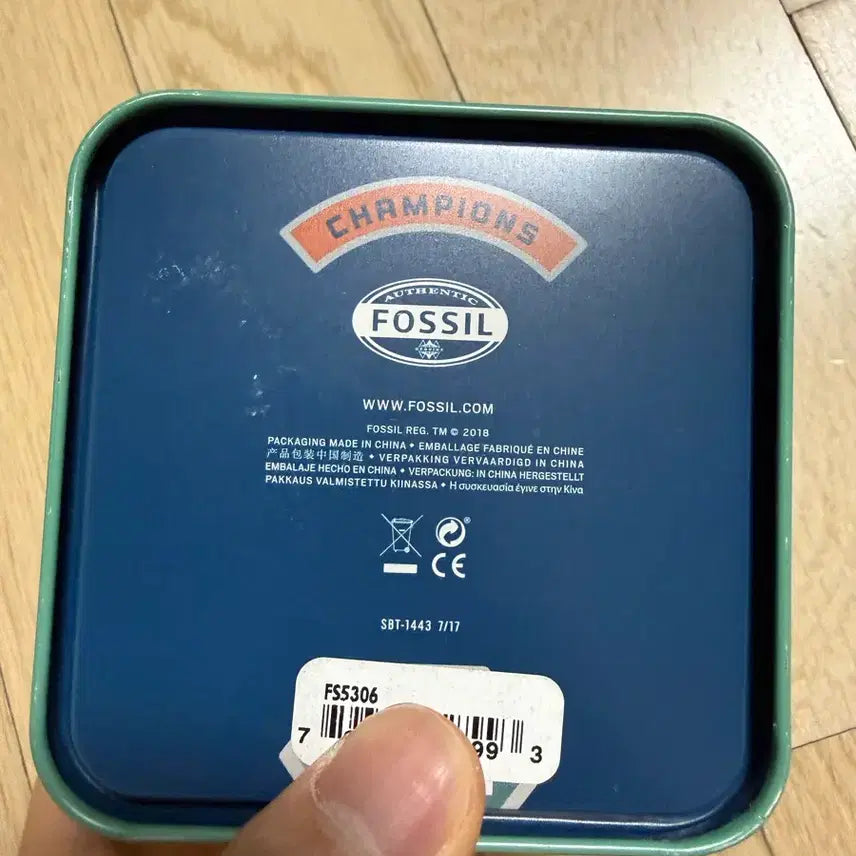 CHAMPIONS
AUTHENTIC
FOSSIL
WWW.FOSSIL.COM
FOSSIL REG. TM © 2018
PACKAGING MADE IN CHINA • EMBALLAGE FABRIQUÉ EN CHINE
产品包装中国制造 • VERPAKKING VERVAARDIGD IN CHINA
EMBALAJE HECHO EN CHINA • VERPACKUNG: IN CHINA HERGESTELLT
PAKKAUS VALMISTETTU KIINASSA • Η συσκευασία έγινε στην Κίνα
CE
SBT-1443 7/17
FS5306
7 99 3